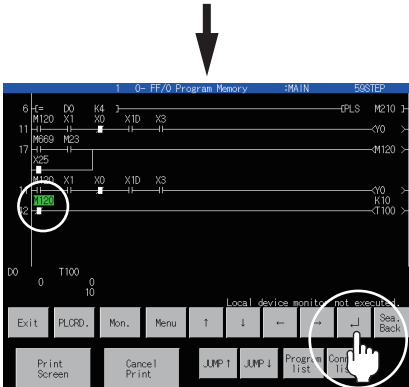 1 0- FF/0 Program Memory :MAIN 59STEP
6 [= D0 K4 ] [PLS M210 ]
M120 X1 X0 X1D X3
11 <Y0 >
M669 M23
17 <M120 >
X25
M120 X1 X0 X1D X3
11 <Y0 >
M120 K10
<T100 >
D0 T100
0 0
10
Local device monitor not executed.
Exit PLCRD. Mon. Menu ↑ ↓ ← → ↵ Sea. Back
Print Screen Cancel Print JUMP↑ JUMP↓ Program list